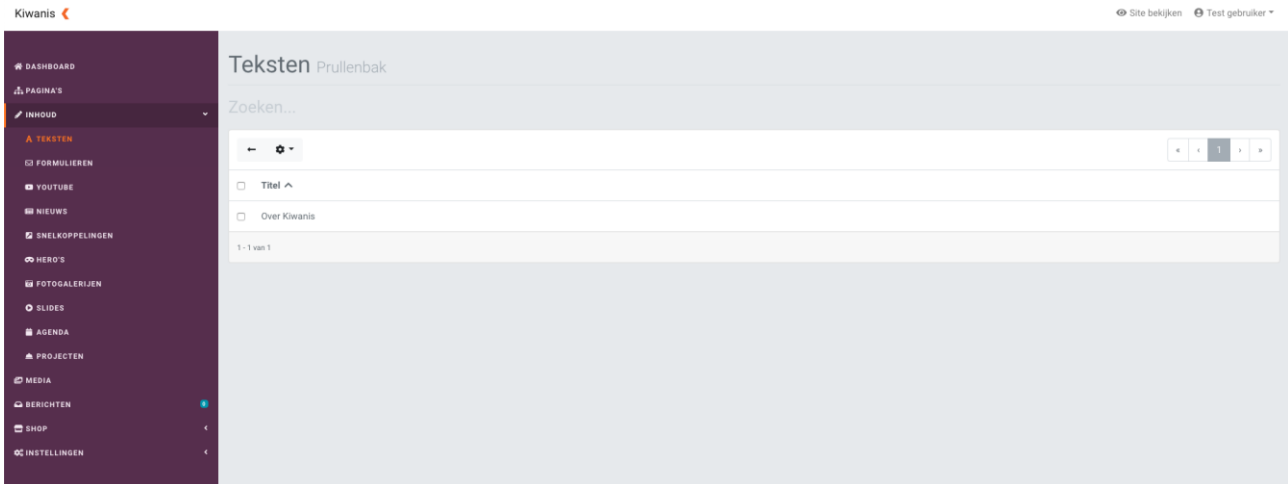 Kiwanis
Site bekijken
Test gebruiker
DASHBOARD
PAGINA'S
INHOUD
TEKSTEN
FORMULIEREN
YOUTUBE
NIEUWS
SNELKOPPELINGEN
HERO'S
FOTOGALERIJEN
SLIDES
AGENDA
PROJECTEN
MEDIA
BERICHTEN 0
SHOP
INSTELLINGEN
Teksten Prullenbak
Zoeken...
« ‹ 1 › »
Titel
Over Kiwanis
1 - 1 van 1